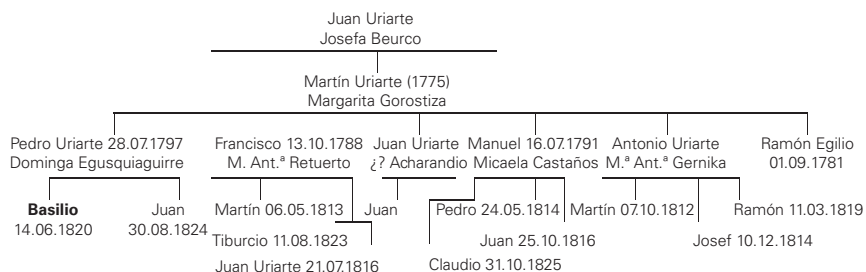 Juan Uriarte
Josefa Beurco
Martín Uriarte (1775)
Margarita Gorostiza
Pedro Uriarte 28.07.1797 Francisco 13.10.1788 Juan Uriarte Manuel 16.07.1791 Antonio Uriarte Ramón Egilio
Dominga Egusquiaguirre M. Ant.ª Retuerto ¿? Acharandio Micaela Castaños M.ª Ant.ª Gernika 01.09.1781
Basilio Juan Martín 06.05.1813 Juan Pedro 24.05.1814 Martín 07.10.1812 Ramón 11.03.1819
14.06.1820 30.08.1824
Tiburcio 11.08.1823 Juan 25.10.1816 Josef 10.12.1814
Juan Uriarte 21.07.1816 Claudio 31.10.1825